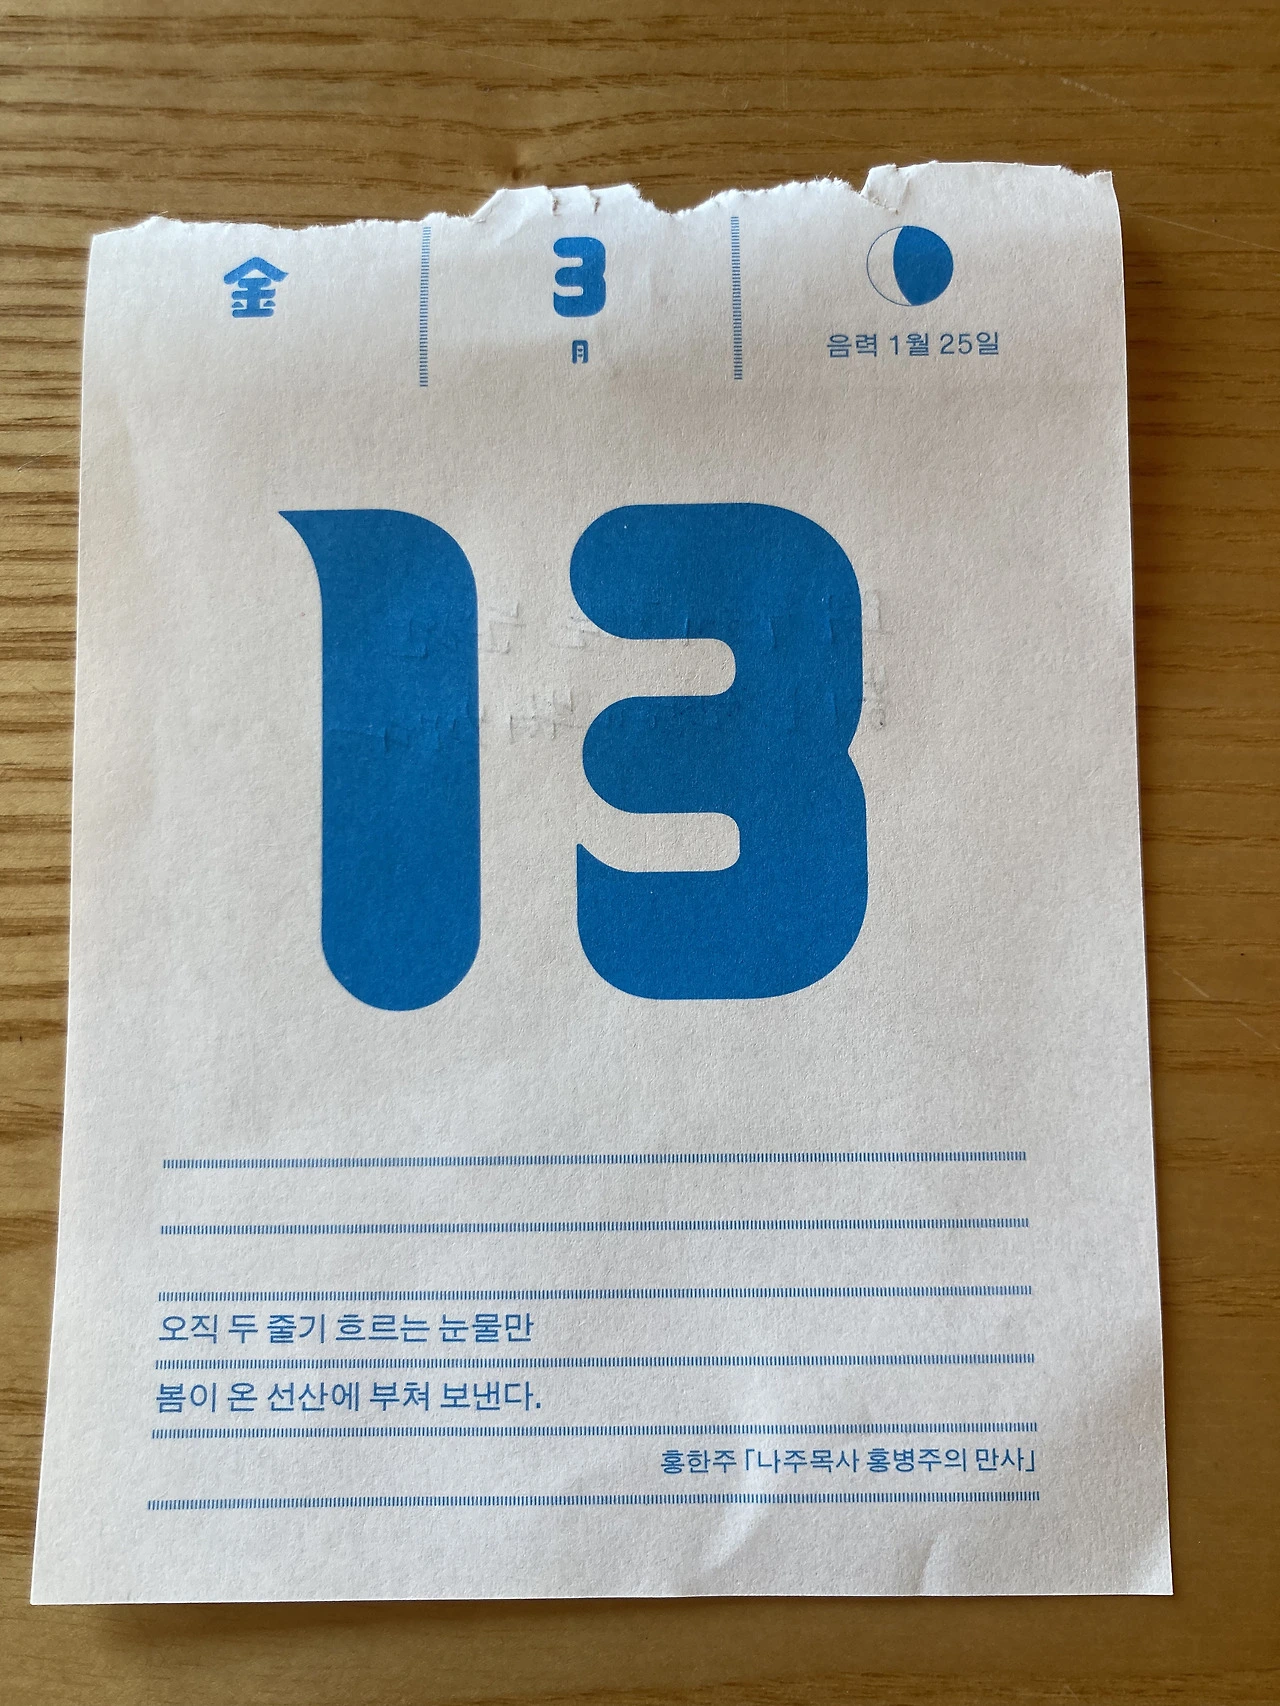 金
3
月
음력 1월 25일
13
오직 두 줄기 흐르는 눈물만
봄이 온 선산에 부쳐 보낸다.
홍한주 「나주목사 홍병주의 만사」